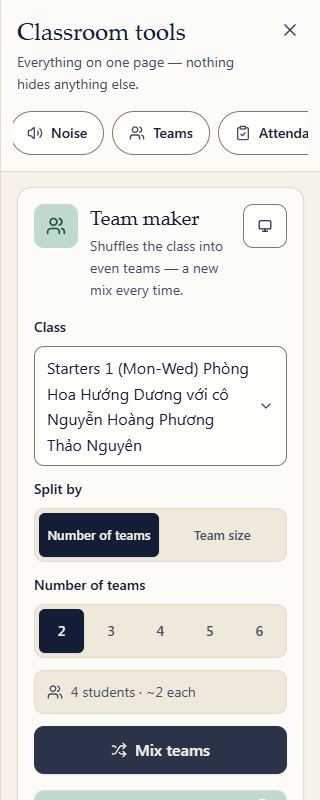 Classroom tools
Everything on one page — nothing
hides anything else.
Noise
Teams
Attenda
Team maker
Shuffles the class into
even teams — a new
mix every time.
Class
Starters 1 (Mon-Wed) Phòng
Hoa Hướng Dương với cô
Nguyễn Hoàng Phương
Thảo Nguyên
Split by
Number of teams
Team size
Number of teams
2 3 4 5 6
4 students · ~2 each
Mix teams